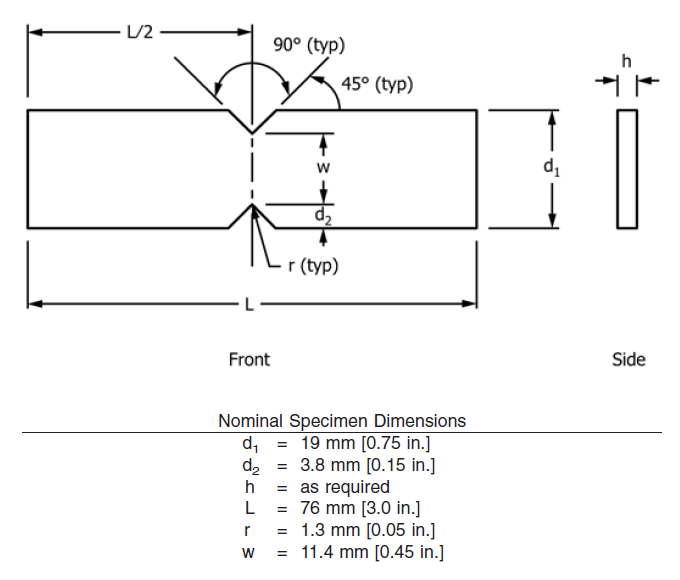 L/2
90° (typ)
45° (typ)
h
w
d₁
d₂
r (typ)
L
Front
Side
Nominal Specimen Dimensions
d₁ = 19 mm [0.75 in.]
d₂ = 3.8 mm [0.15 in.]
h = as required
L = 76 mm [3.0 in.]
r = 1.3 mm [0.05 in.]
w = 11.4 mm [0.45 in.]